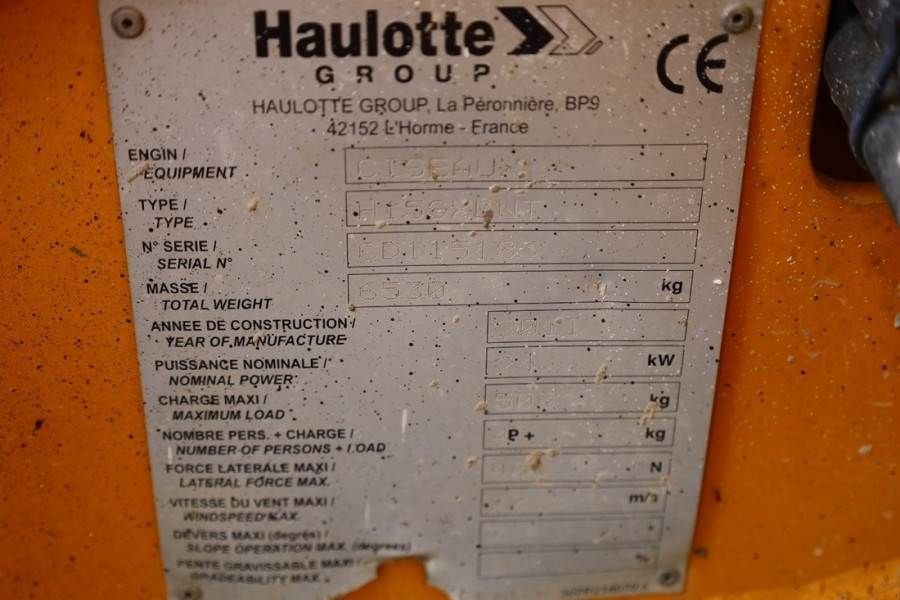 Haulotte
GROUP
CE
HAULOTTE GROUP, La Péronnière, BP9
42152 L'Horme - France
ENGIN /
EQUIPMENT
CISEAUX
TYPE /
TYPE
N° SERIE /
SERIAL N°
MASSE /
TOTAL WEIGHT
6530 kg
ANNEE DE CONSTRUCTION /
YEAR OF MANUFACTURE
PUISSANCE NOMINALE /
NOMINAL POWER
kW
CHARGE MAXI /
MAXIMUM LOAD
kg
NOMBRE PERS. + CHARGE /
NUMBER OF PERSONS + LOAD
P + kg
FORCE LATERALE MAXI /
LATERAL FORCE MAX.
N
VITESSE DU VENT MAXI /
WINDSPEED MAX.
m/s
DEVERS MAXI (degrés) /
SLOPE OPERATION MAX. (degrees)
°
PENTE GRAVISSABLE MAXI /
GRADEABILITY MAX.
%